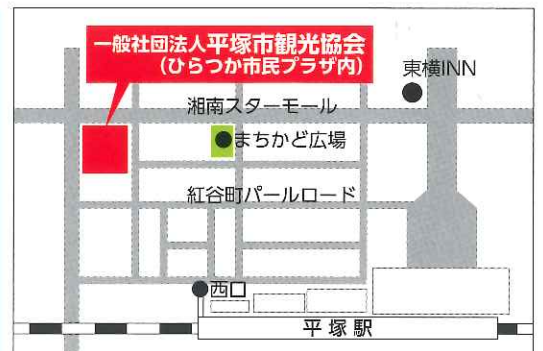 一般社団法人平塚市観光協会
(ひらつか市民プラザ内)
東横INN
湘南スターモール
まちかど広場
紅谷町パールロード
西口
平塚駅